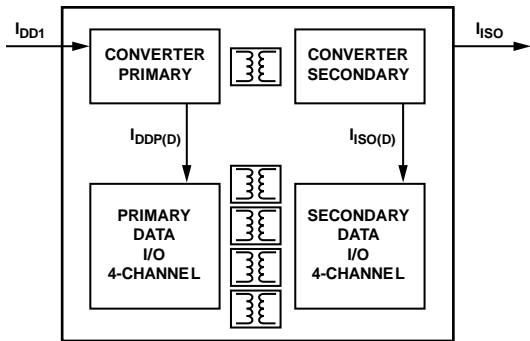 I_DD1
I_ISO
CONVERTER
PRIMARY
CONVERTER
SECONDARY
I_DDP(D)
I_ISO(D)
PRIMARY
DATA
I/O
4-CHANNEL
SECONDARY
DATA
I/O
4-CHANNEL